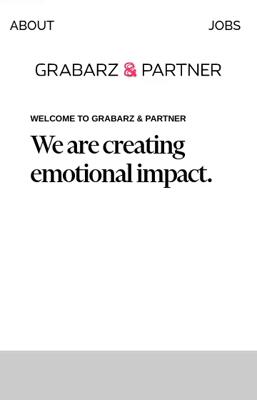 ABOUT JOBS
GRABARZ & PARTNER
WELCOME TO GRABARZ & PARTNER
We are creating
emotional impact.